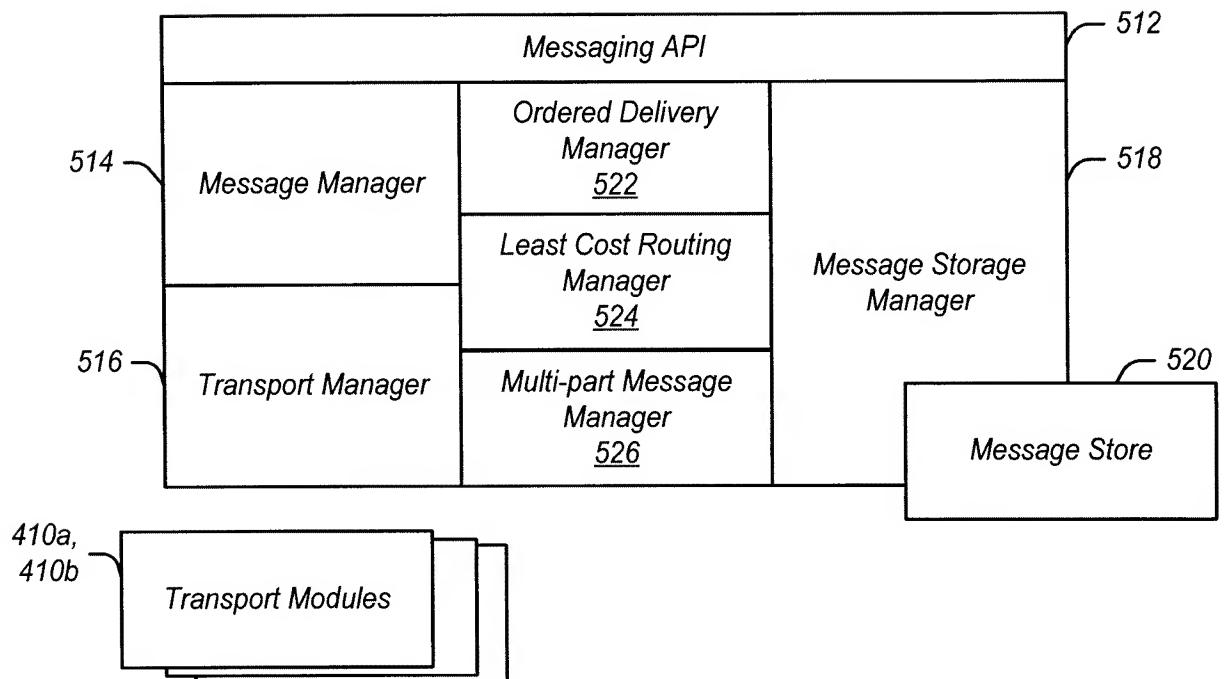 Messaging API
512
514
Message Manager
Ordered Delivery
Manager
522
518
Least Cost Routing
Manager
524
Message Storage
Manager
516
Transport Manager
Multi-part Message
Manager
526
520
Message Store
410a,
410b
Transport Modules